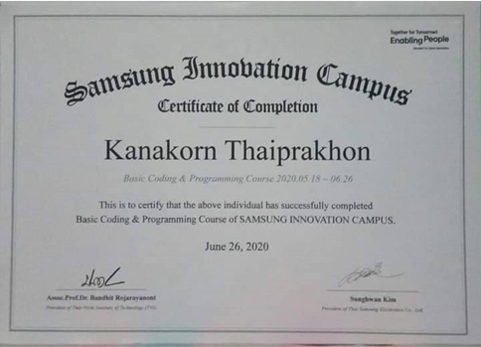 Together for Tomorrow!
Enabling People
Samsung Innovation Campus
Certificate of Completion
Kanakorn Thaiprakhon
Basic Coding & Programming Course 2020.05.18 ~ 06.26
This is to certify that the above individual has successfully completed
Basic Coding & Programming Course of SAMSUNG INNOVATION CAMPUS.
June 26, 2020
Assoc.Prof.Dr. Bandhit Rojarayanont
President of Thai-Nichi Institute of Technology (TNI)
Sunghwan Kim
President of Thai Samsung Electronics Co., Ltd.